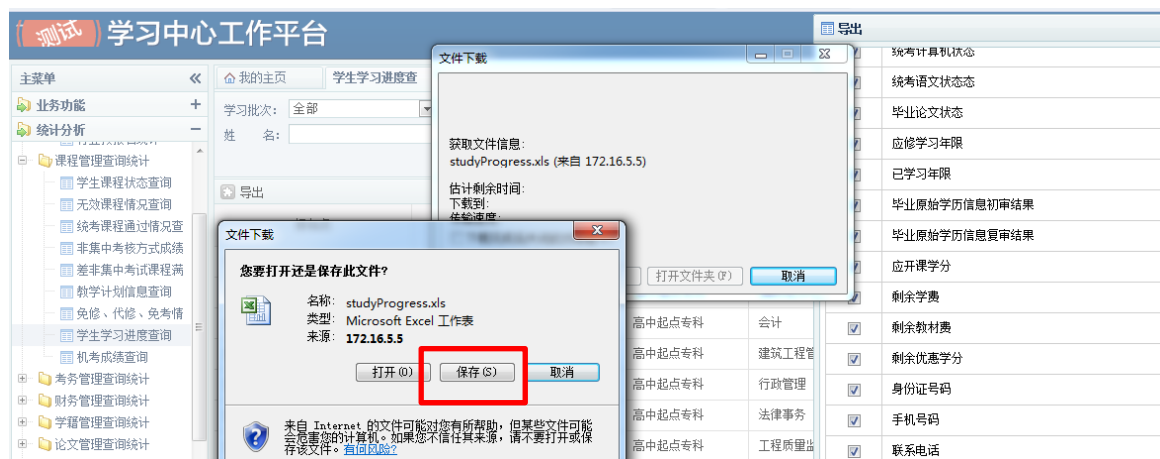 测试 学习中心工作平台
主菜单
业务功能
统计分析
课程管理查询统计
学生课程状态查询
无效课程情况查询
统考课程通过情况查
非集中考核方式成绩
差非集中考试课程满
教学计划信息查询
免修、代修、免考情
学生学习进度查询
机考成绩查询
考务管理查询统计
财务管理查询统计
学籍管理查询统计
论文管理查询统计
我的主页 学生学习进度查
学习批次: 全部
姓 名:
导出
文件下载
获取文件信息:
studyProgress.xls (来自 172.16.5.5)
估计剩余时间:
下载到:
传输速度:
打开文件夹(F) 取消
文件下载
您要打开还是保存此文件?
名称: studyProgress.xls
类型: Microsoft Excel 工作表
来源: 172.16.5.5
打开(O) 保存(S) 取消
来自 Internet 的文件可能对您有所帮助，但某些文件可能
会危害您的计算机。如果您不信任其来源，请不要打开或保
存该文件。有何风险?
高中起点专科 会计
高中起点专科 建筑工程管
高中起点专科 行政管理
高中起点专科 法律事务
高中起点专科 工程质量监
导出
统考计算机状态
统考语文状态态
毕业论文状态
应修学习年限
已学习年限
毕业原始学历信息初审结果
毕业原始学历信息复审结果
应开课学分
剩余学费
剩余教材费
剩余优惠学分
身份证号码
手机号码
联系电话